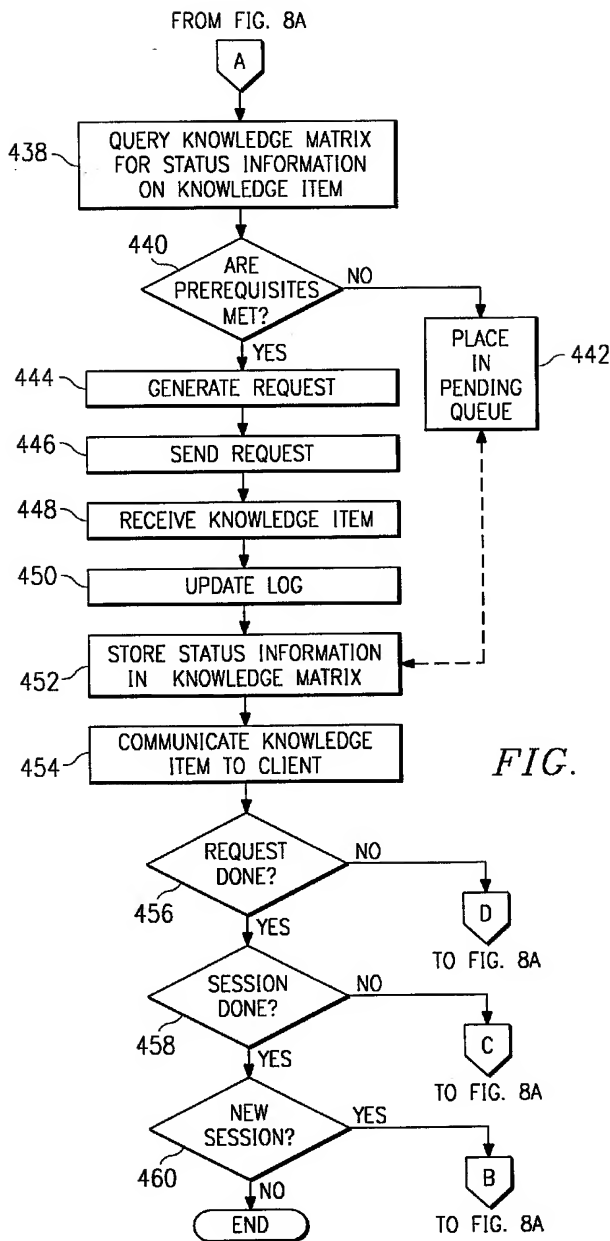 FROM FIG. 8A
A
438
QUERY KNOWLEDGE MATRIX
FOR STATUS INFORMATION
ON KNOWLEDGE ITEM
440
ARE
PREREQUISITES
MET?
NO
YES
PLACE
IN
PENDING
QUEUE
442
444
GENERATE REQUEST
446
SEND REQUEST
448
RECEIVE KNOWLEDGE ITEM
450
UPDATE LOG
452
STORE STATUS INFORMATION
IN KNOWLEDGE MATRIX
454
COMMUNICATE KNOWLEDGE
ITEM TO CLIENT
FIG.
REQUEST
DONE?
456
NO
YES
D
TO FIG. 8A
SESSION
DONE?
458
NO
YES
C
TO FIG. 8A
NEW
SESSION?
460
YES
NO
B
TO FIG. 8A
END